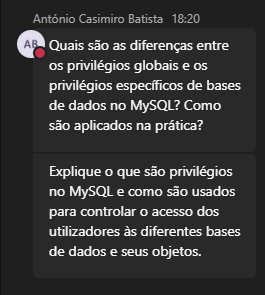 António Casimiro Batista 18:20
AB
Quais são as diferenças entre
os privilégios globais e os
privilégios específicos de bases
de dados no MySQL? Como
são aplicados na prática?
Explique o que são privilégios
no MySQL e como são usados
para controlar o acesso dos
utilizadores às diferentes bases
de dados e seus objetos.